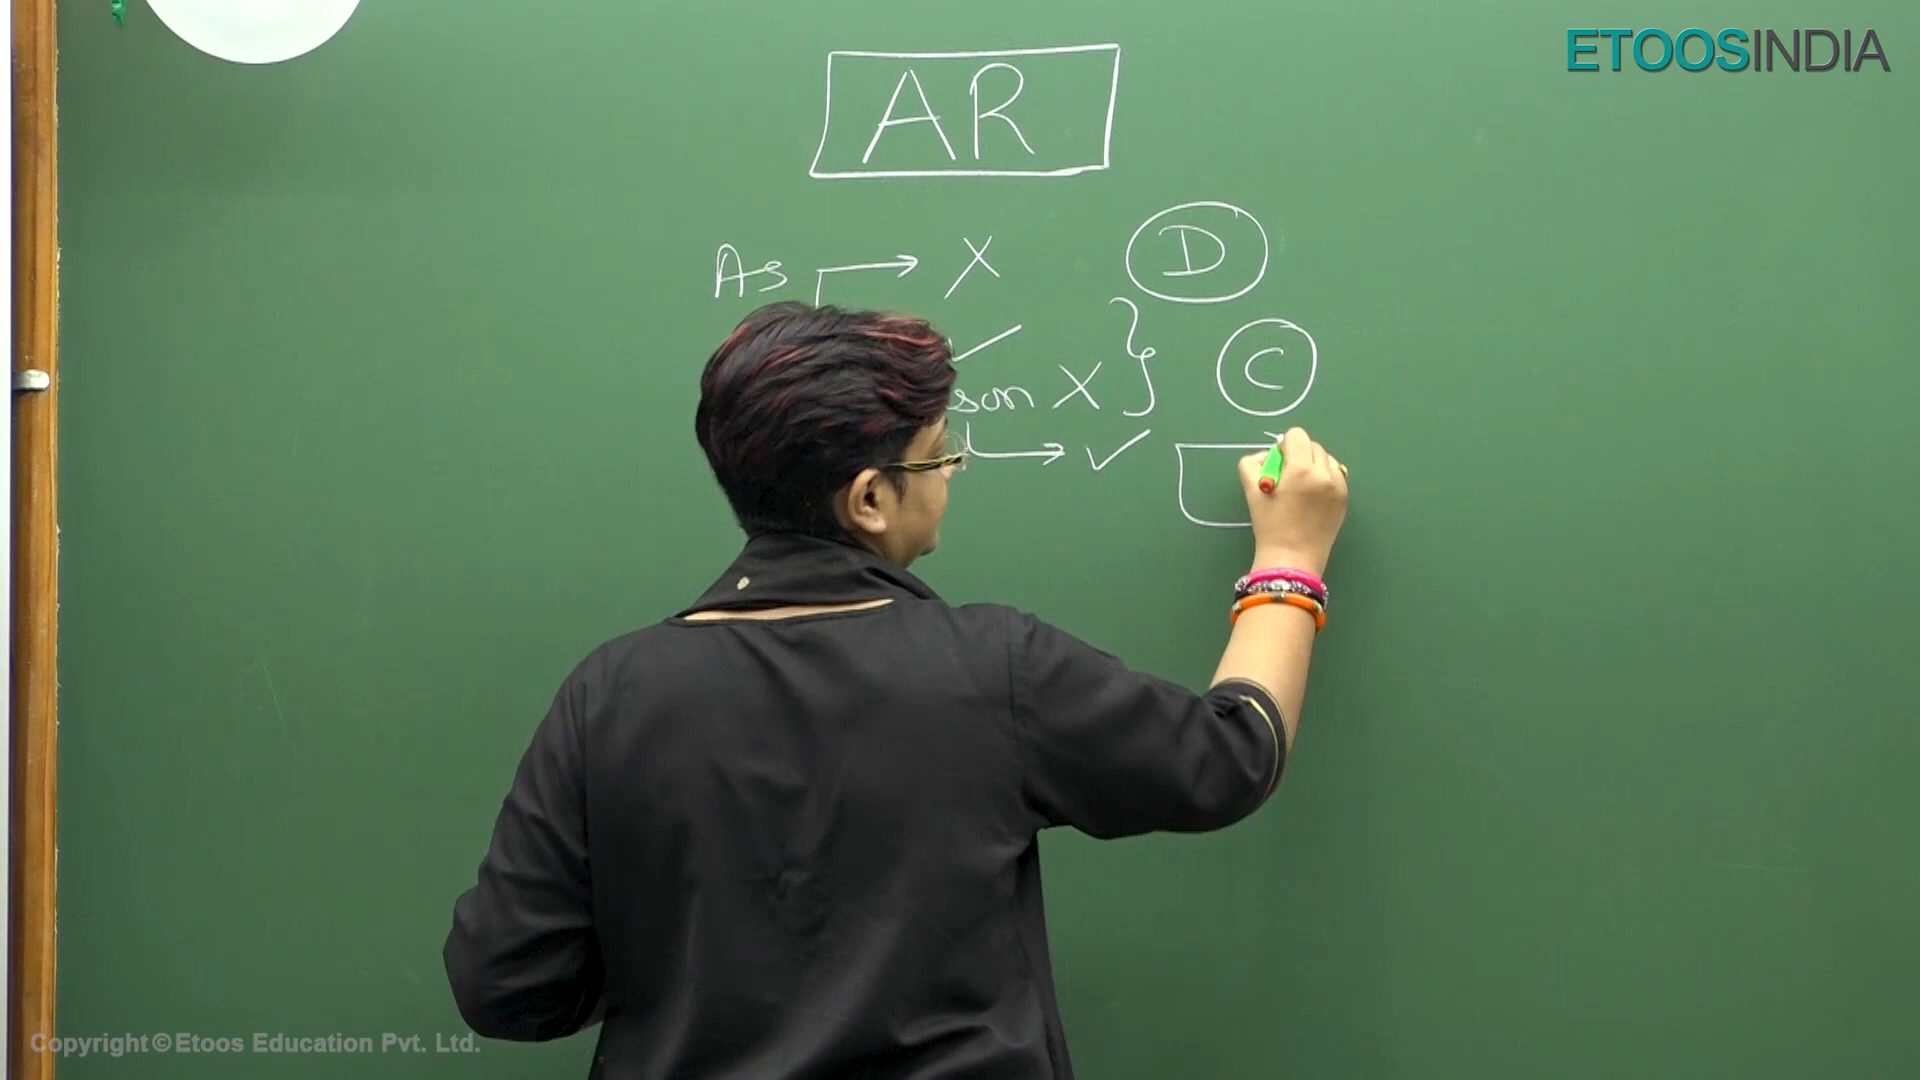 ETOOSINDIA
AR
As → X D
✓ } C
son X
→ ✓
Copyright © Etoos Education Pvt. Ltd.